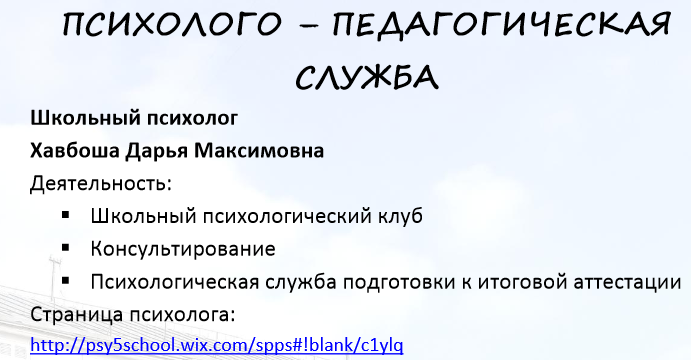 ПСИХОЛОГО – ПЕДАГОГИЧЕСКАЯ
СЛУЖБА
Школьный психолог
Хавбоша Дарья Максимовна
Деятельность:
▪ Школьный психологический клуб
▪ Консультирование
▪ Психологическая служба подготовки к итоговой аттестации
Страница психолога:
http://psy5school.wix.com/spps#!blank/c1ylq